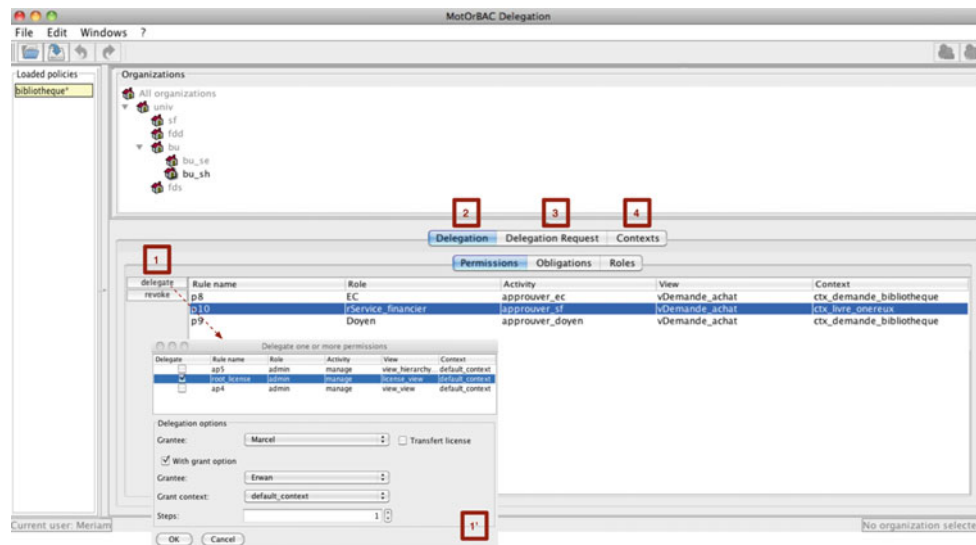 MotOrBAC Delegation
File Edit Windows ?
Loaded policies
bibliotheque*
Organizations
All organizations
univ
sf
fdd
bu
bu_se
bu_sh
fds
2 3 4
Delegation Delegation Request Contexts
1
Permissions Obligations Roles
delegate
revoke
Rule name Role Activity View Context
p8 EC approuver_ec vDemande_achat ctx_demande_bibliotheque
p10 rService_financier approuver_sf vDemande_achat ctx_livre_onereux
p9 Doyen approuver_doyen vDemande_achat ctx_demande_bibliotheque
Delegate one or more permissions
Delegate Rule name Role Activity View Context
ap5 admin manage view_hierarchy... default_context
root_license admin manage license_view default_context
ap4 admin manage view_view default_context
Delegation options
Grantee: Marcel Transfert license
With grant option
Grantee: Erwan
Grant context: default_context
Steps: 1
1'
OK Cancel
Current user: Meriam
No organization selecte